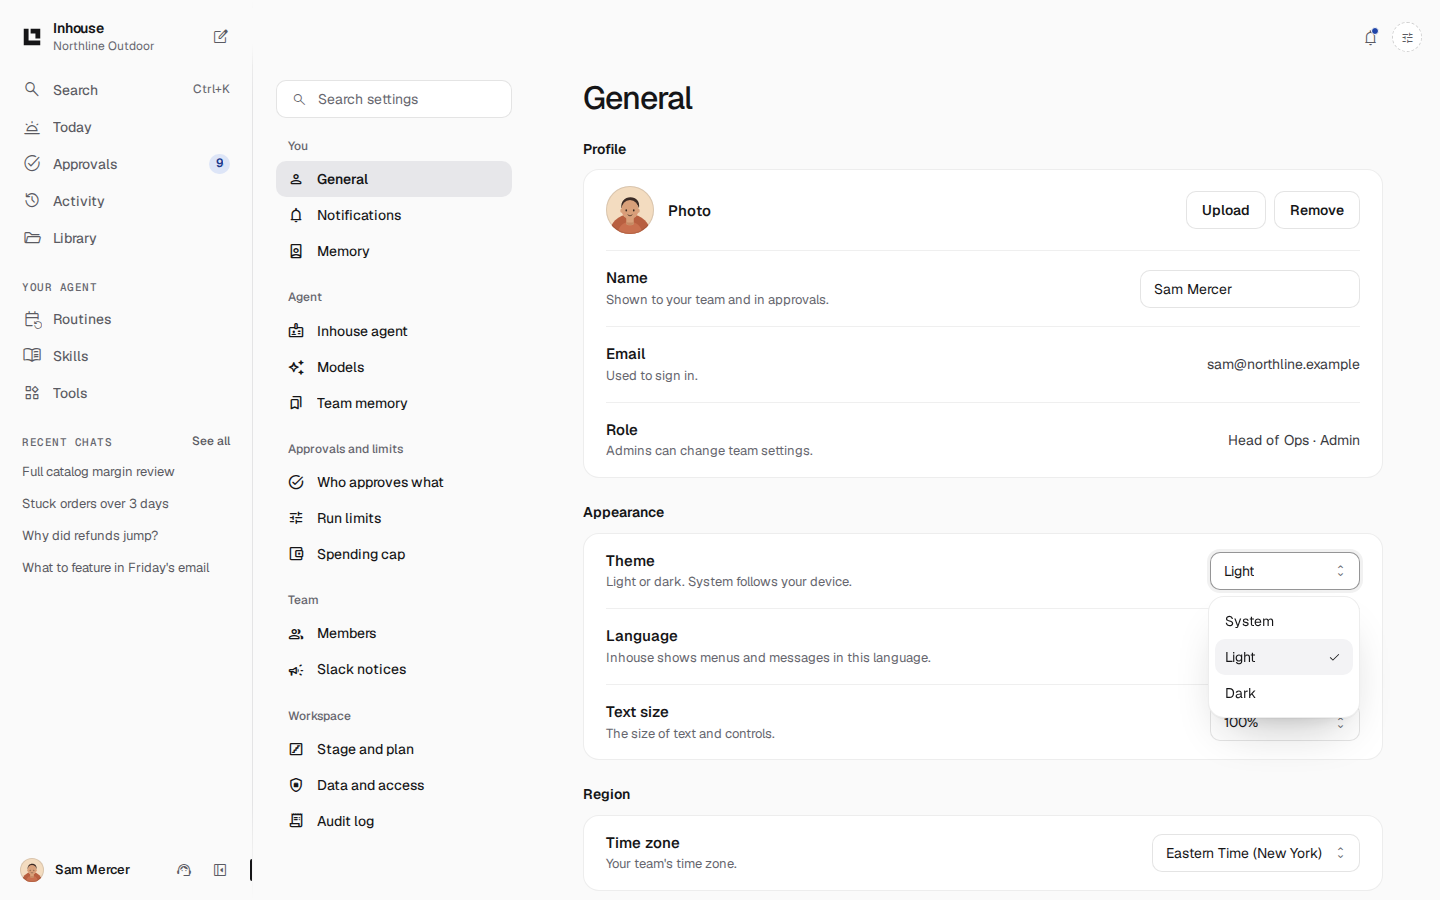 Inhouse
Northline Outdoor
Search
Ctrl+K
Today
Approvals
9
Activity
Library
YOUR AGENT
Routines
Skills
Tools
RECENT CHATS
See all
Full catalog margin review
Stuck orders over 3 days
Why did refunds jump?
What to feature in Friday's email
Sam Mercer
Search settings
You
General
Notifications
Memory
Agent
Inhouse agent
Models
Team memory
Approvals and limits
Who approves what
Run limits
Spending cap
Team
Members
Slack notices
Workspace
Stage and plan
Data and access
Audit log
General
Profile
Photo
Upload
Remove
Name
Shown to your team and in approvals.
Sam Mercer
Email
Used to sign in.
sam@northline.example
Role
Admins can change team settings.
Head of Ops · Admin
Appearance
Theme
Light or dark. System follows your device.
Light
System
Light
Dark
Language
Inhouse shows menus and messages in this language.
Text size
The size of text and controls.
100%
Region
Time zone
Your team's time zone.
Eastern Time (New York)